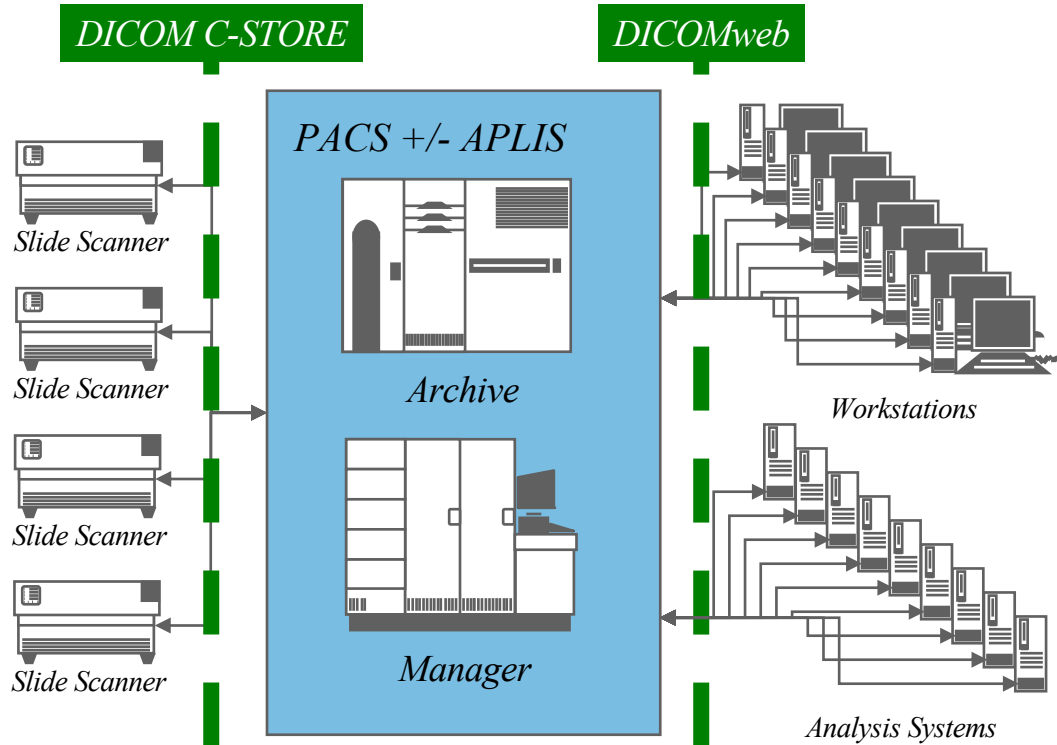 DICOM C-STORE
DICOMweb
PACS +/- APLIS
Slide Scanner
Slide Scanner
Slide Scanner
Slide Scanner
Archive
Manager
Workstations
Analysis Systems